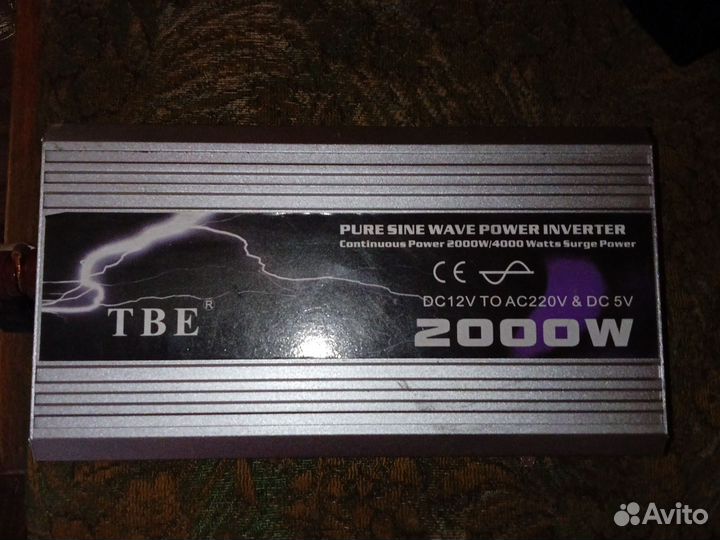 PURE SINE WAVE POWER INVERTER
Continuous Power 2000W/4000 Watts Surge Power
CE
DC12V TO AC220V & DC 5V
TBE®
2000W
Avito